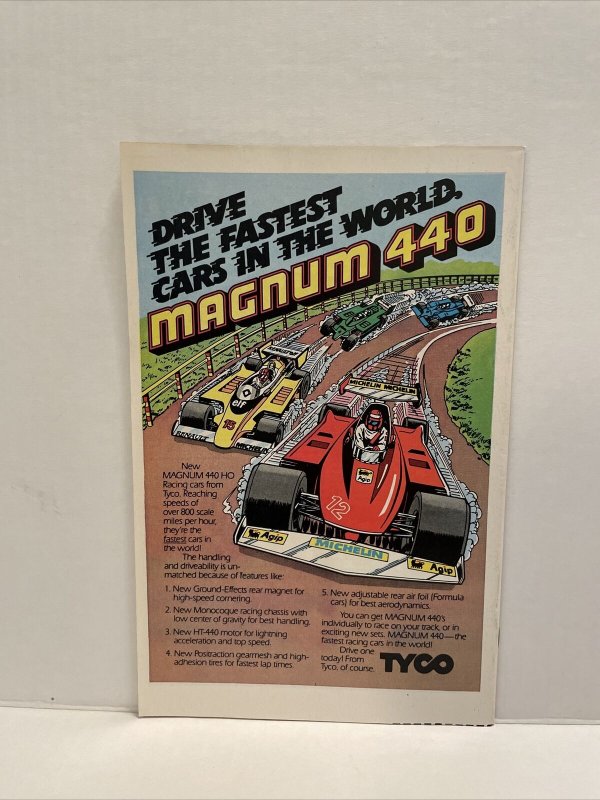 DRIVE
THE FASTEST
CARS IN THE WORLD.
MAGNUM 440
MICHELIN MICHELIN
elf
15
RENAULT
MICHELIN
Agip
12
Agip
MICHELIN
Agip
New
MAGNUM 440 HO
Racing cars from
Tyco. Reaching
speeds of
over 800 scale
miles per hour,
they're the
fastest cars in
the world!
The handling
and driveability is un-
matched because of features like:
1. New Ground-Effects rear magnet for
high-speed cornering.
2. New Monocoque racing chassis with
low center of gravity for best handling.
3. New HT-440 motor for lightning
acceleration and top speed.
4. New Positraction gearmesh and high-
adhesion tires for fastest lap times.
5. New adjustable rear air foil (Formula
cars) for best aerodynamics.
You can get MAGNUM 440's
individually to race on your track, or in
exciting new sets. MAGNUM 440—the
fastest racing cars in the world!
Drive one
today! From
Tyco, of course.
TYCO